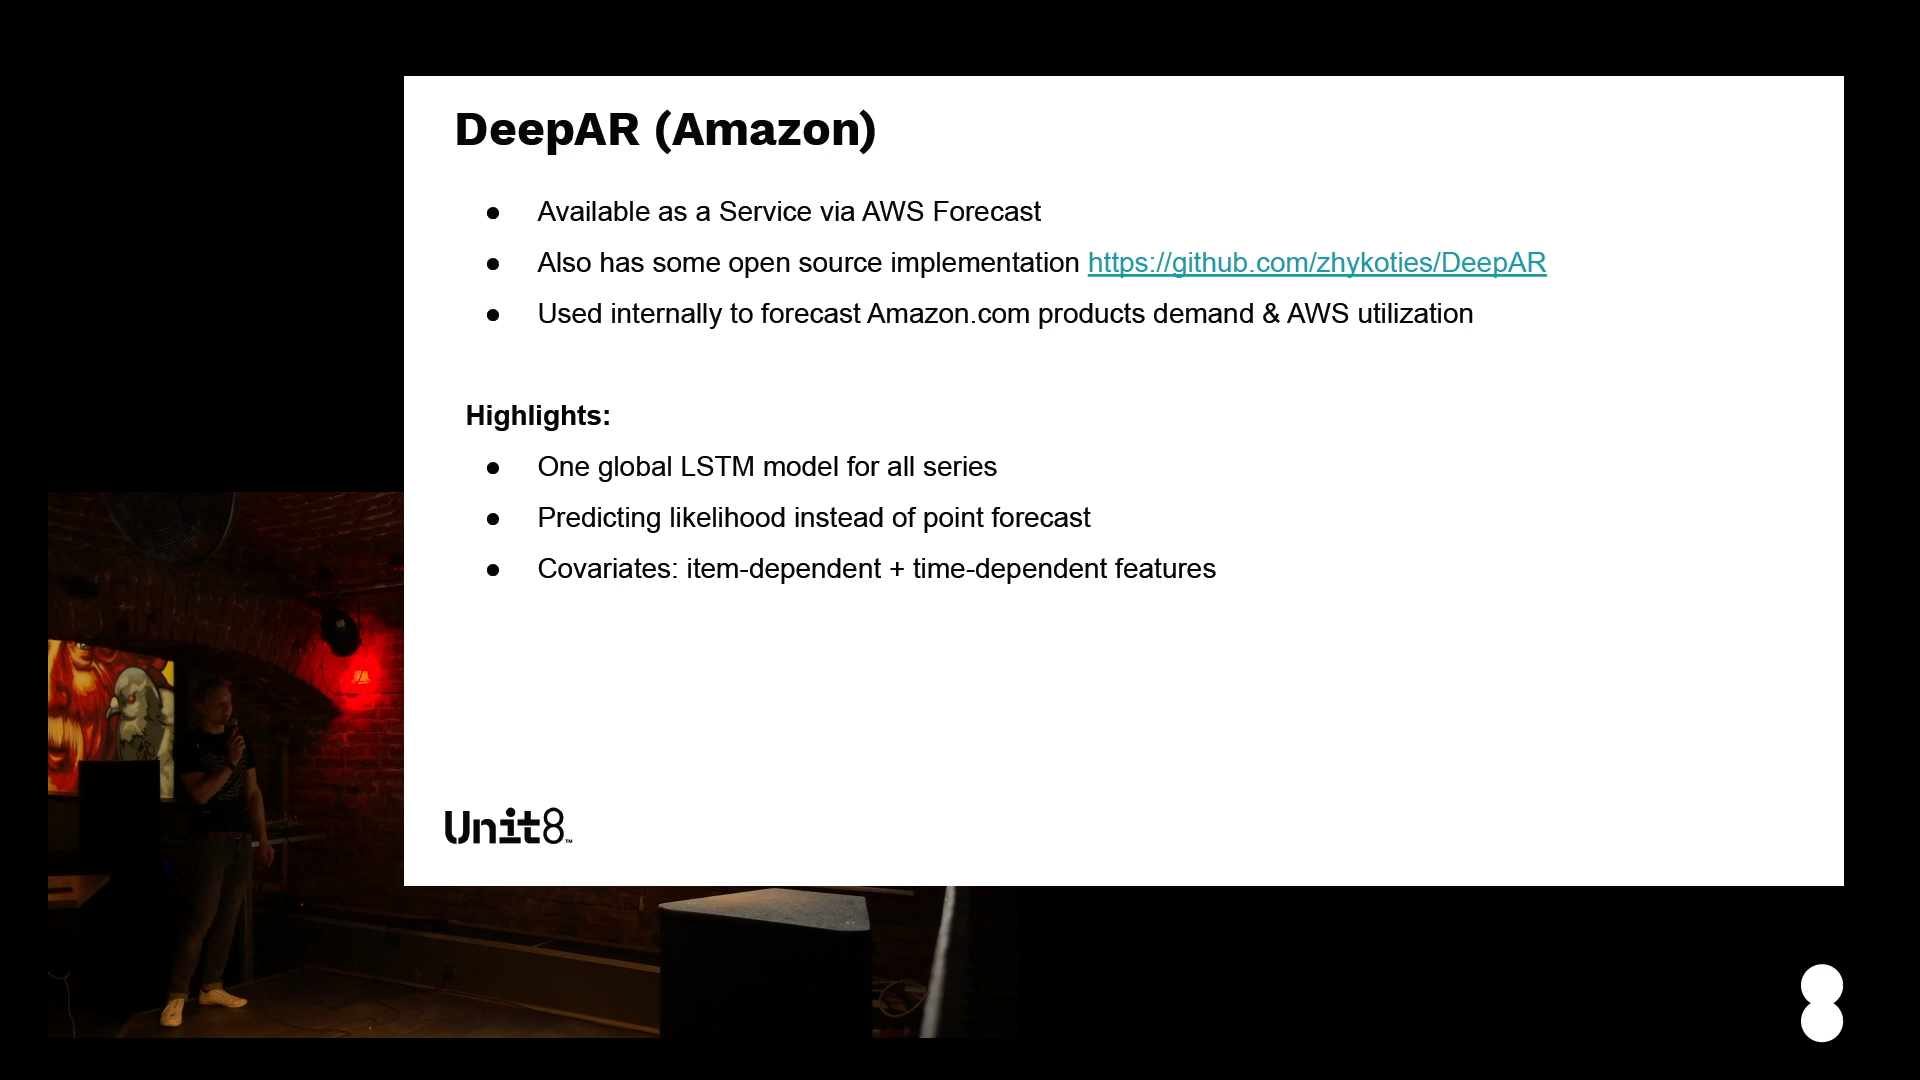 DeepAR (Amazon)
● Available as a Service via AWS Forecast
● Also has some open source implementation https://github.com/zhykoties/DeepAR
● Used internally to forecast Amazon.com products demand & AWS utilization
Highlights:
● One global LSTM model for all series
● Predicting likelihood instead of point forecast
● Covariates: item-dependent + time-dependent features
Unit8™